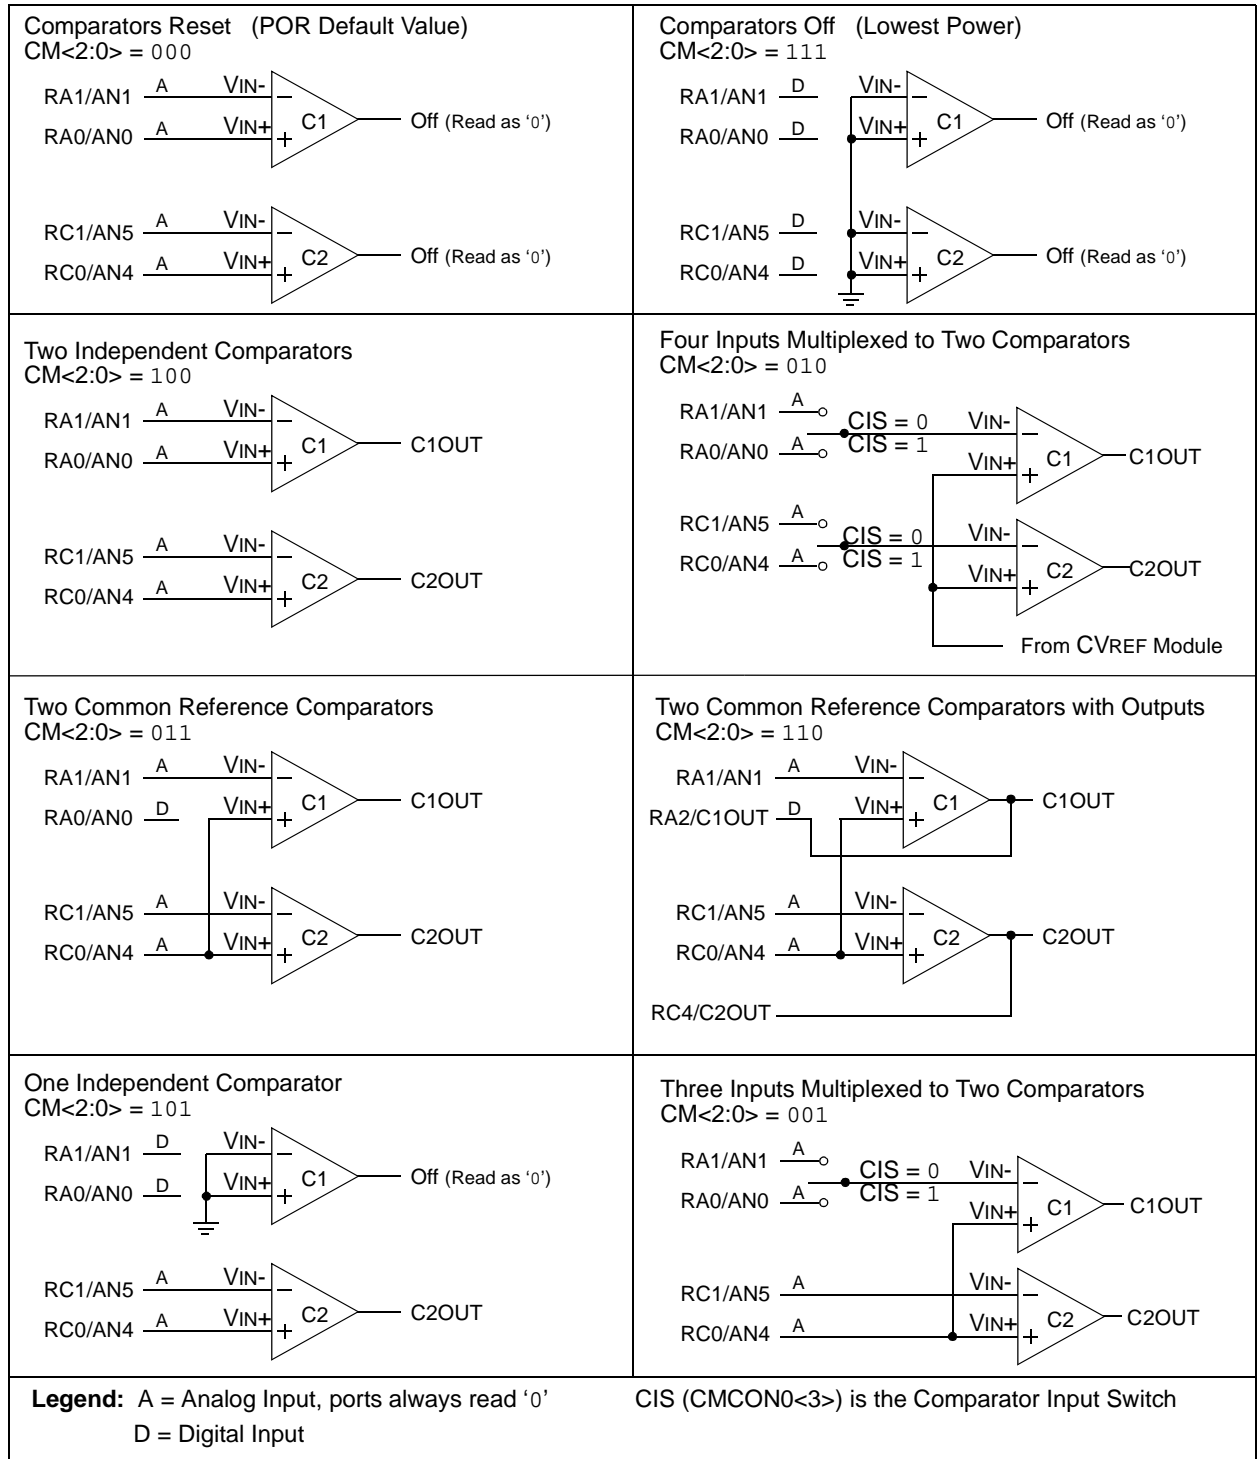 Comparators Reset (POR Default Value)
CM<2:0> = 000
RA1/AN1 A VIN-
RA0/AN0 A VIN+
C1
Off (Read as ‘0’)
RC1/AN5 A VIN-
RC0/AN4 A VIN+
C2
Off (Read as ‘0’)
Comparators Off (Lowest Power)
CM<2:0> = 111
RA1/AN1 D VIN-
RA0/AN0 D VIN+
C1
Off (Read as ‘0’)
RC1/AN5 D VIN-
RC0/AN4 D VIN+
C2
Off (Read as ‘0’)
Two Independent Comparators
CM<2:0> = 100
RA1/AN1 A VIN-
RA0/AN0 A VIN+
C1
C1OUT
RC1/AN5 A VIN-
RC0/AN4 A VIN+
C2
C2OUT
Four Inputs Multiplexed to Two Comparators
CM<2:0> = 010
RA1/AN1 A
CIS = 0 VIN-
RA0/AN0 A CIS = 1
VIN+ C1 C1OUT
RC1/AN5 A
CIS = 0 VIN-
RC0/AN4 A CIS = 1
VIN+ C2 C2OUT
From CVREF Module
Two Common Reference Comparators
CM<2:0> = 011
RA1/AN1 A VIN-
RA0/AN0 D VIN+
C1
C1OUT
RC1/AN5 A VIN-
RC0/AN4 A VIN+
C2
C2OUT
Two Common Reference Comparators with Outputs
CM<2:0> = 110
RA1/AN1 A VIN-
RA2/C1OUT D VIN+
C1
C1OUT
RC1/AN5 A VIN-
RC0/AN4 A VIN+
C2
C2OUT
RC4/C2OUT
One Independent Comparator
CM<2:0> = 101
RA1/AN1 D VIN-
RA0/AN0 D VIN+
C1
Off (Read as ‘0’)
RC1/AN5 A VIN-
RC0/AN4 A VIN+
C2
C2OUT
Three Inputs Multiplexed to Two Comparators
CM<2:0> = 001
RA1/AN1 A
CIS = 0 VIN-
RA0/AN0 A CIS = 1
VIN+ C1 C1OUT
RC1/AN5 A VIN-
RC0/AN4 A VIN+
C2
C2OUT
Legend: A = Analog Input, ports always read ‘0’ CIS (CMCON0<3>) is the Comparator Input Switch
D = Digital Input